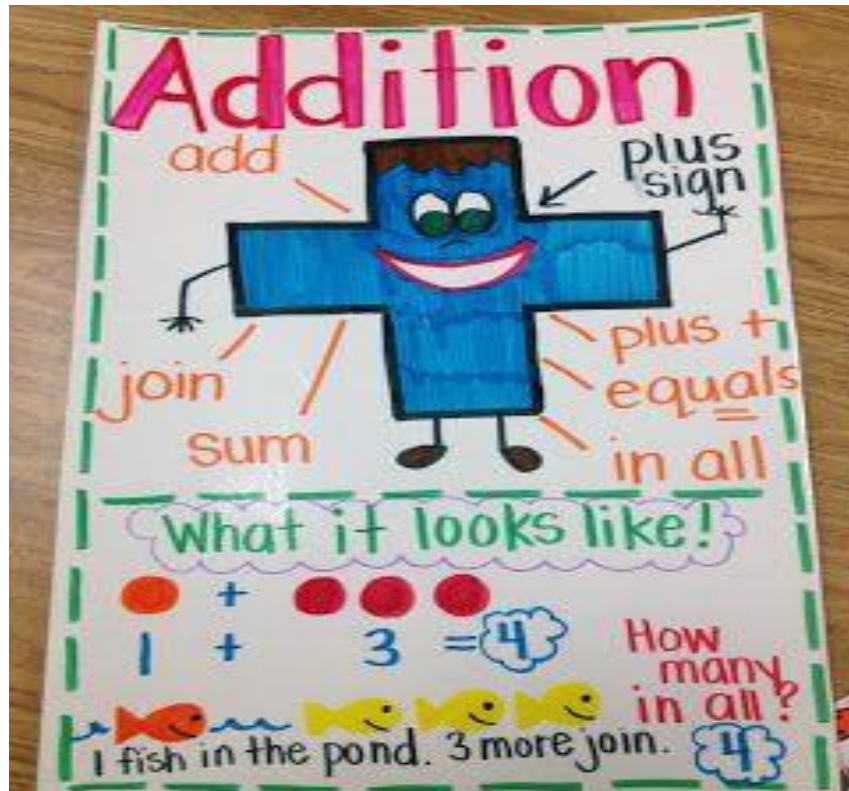 Addition
add
plus
sign
join
sum
plus +
equals
=
in all
What it looks like!
+
1 + 3 = 4
How
many
in all?
1 fish in the pond. 3 more join. 4